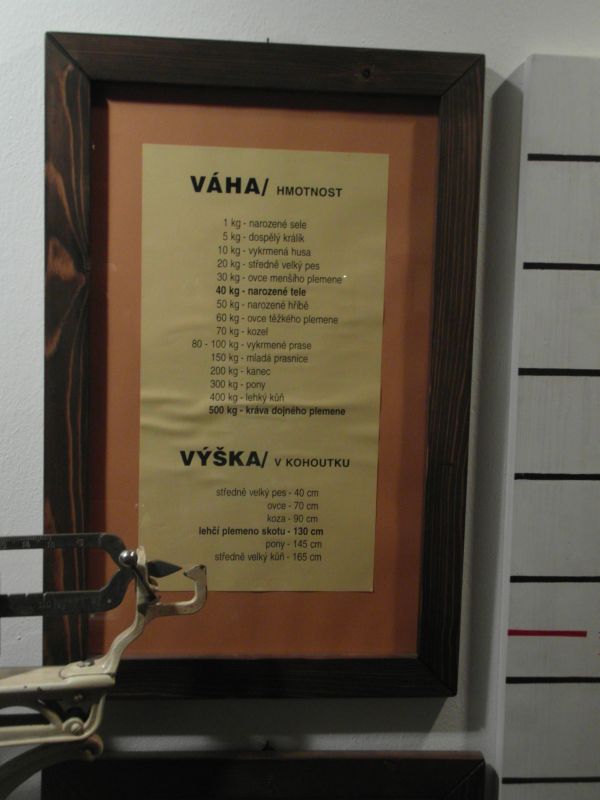 VÁHA/ HMOTNOST
1 kg - narozené sele
5 kg - dospělý králík
10 kg - vykrmená husa
20 kg - středně velký pes
30 kg - ovce menšího plemene
40 kg - narozené tele
50 kg - narozené hříbě
60 kg - ovce těžkého plemene
70 kg - kozel
80 - 100 kg - vykrmené prase
150 kg - mladá prasnice
200 kg - kanec
300 kg - pony
400 kg - lehký kůň
500 kg - kráva dojného plemene
VÝŠKA/ V KOHOUTKU
středně velký pes - 40 cm
ovce - 70 cm
koza - 90 cm
lehčí plemeno skotu - 130 cm
pony - 145 cm
středně velký kůň - 165 cm